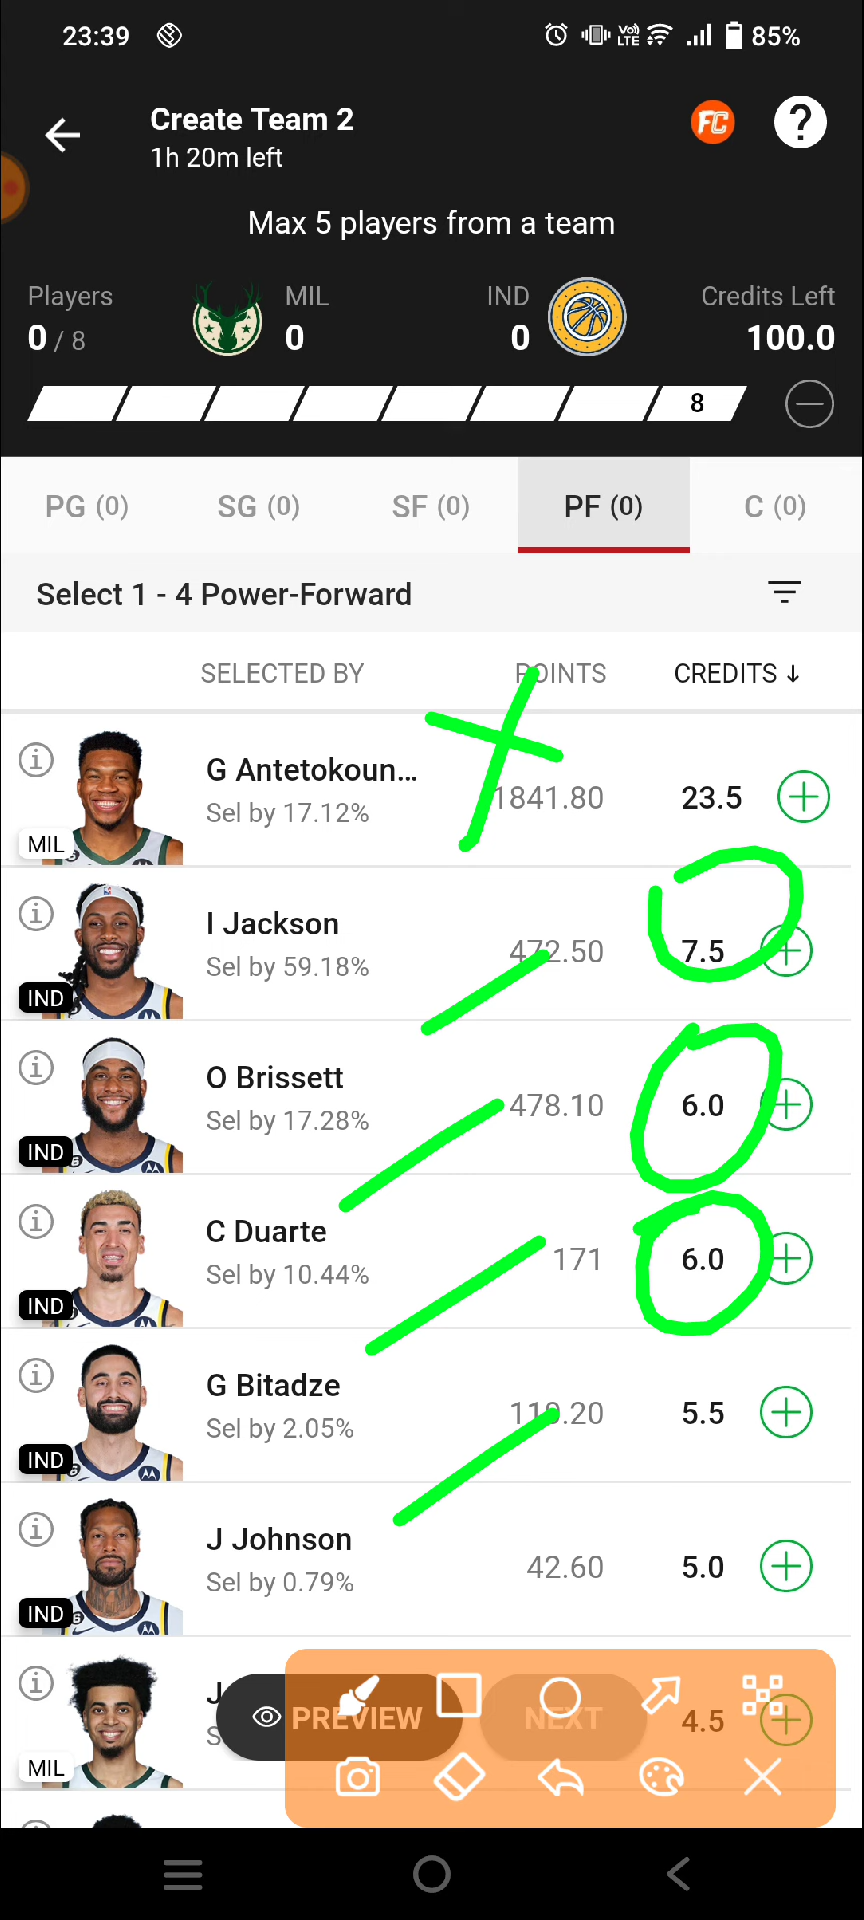 23:39 Vo) LTE 85%
Create Team 2
FC ?
1h 20m left
Max 5 players from a team
Players MIL IND Credits Left
0 / 8 0 0 100.0
8
PG (0) SG (0) SF (0) PF (0) C (0)
Select 1 - 4 Power-Forward
SELECTED BY POINTS CREDITS ↓
G Antetokoun...
Sel by 17.12% 1841.80 23.5
MIL
I Jackson
Sel by 59.18% 472.50 7.5
IND
O Brissett
Sel by 17.28% 478.10 6.0
IND
C Duarte
Sel by 10.44% 171 6.0
IND
G Bitadze
Sel by 2.05% 119.20 5.5
IND
J Johnson
Sel by 0.79% 42.60 5.0
IND
J
S
PREVIEW NEXT 4.5
MIL